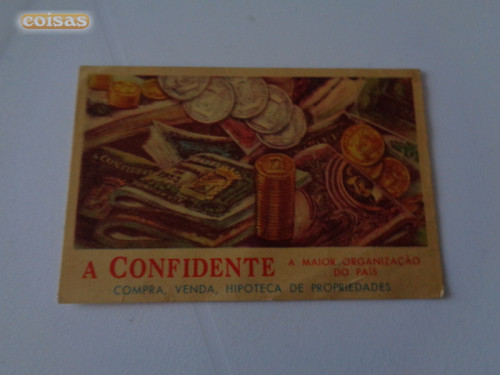 coisas
A CONFIDENTE
A MAIOR ORGANIZAÇÃO
DO PAÍS
COMPRA, VENDA, HIPOTECA DE PROPRIEDADES